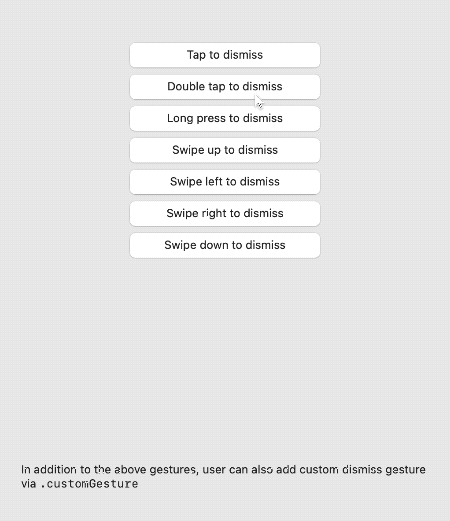 Tap to dismiss
Double tap to dismiss
Long press to dismiss
Swipe up to dismiss
Swipe left to dismiss
Swipe right to dismiss
Swipe down to dismiss
In addition to the above gestures, user can also add custom dismiss gesture
via .customGesture